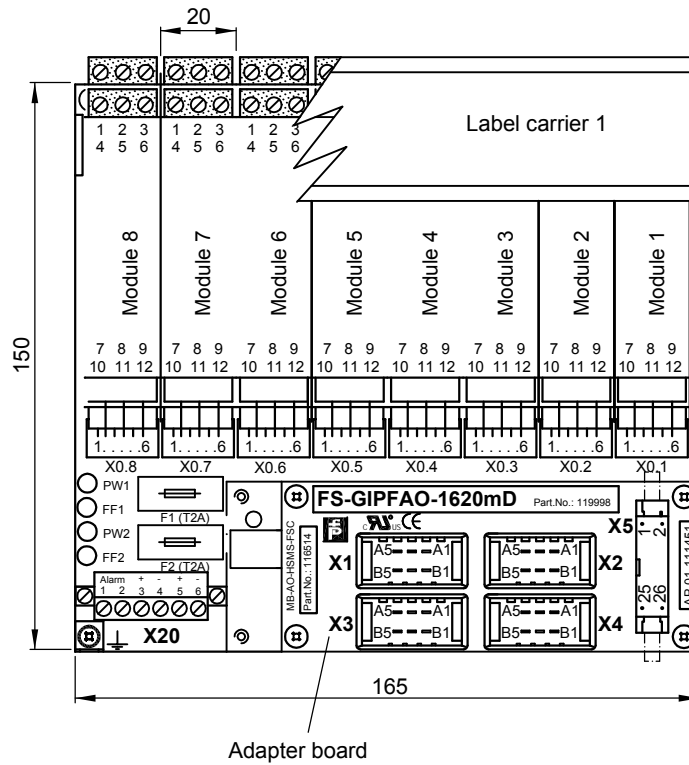 20
Label carrier 1
1 2 3 1 2 3 1 2 3
4 5 6 4 5 6 4 5 6
Module 8
Module 7
Module 6
Module 5
Module 4
Module 3
Module 2
Module 1
150
7 8 9 7 8 9 7 8 9 7 8 9 7 8 9 7 8 9 7 8 9 7 8 9
10 11 12 10 11 12 10 11 12 10 11 12 10 11 12 10 11 12 10 11 12 10 11 12
1. . . . .6 1. . . . .6 1. . . . .6 1. . . . .6 1. . . . .6 1. . . . .6 1. . . . .6 1. . . . .6
X0.8 X0.7 X0.6 X0.5 X0.4 X0.3 X0.2 X0.1
PW1
FF1
PW2
FF2
F1 (T2A)
F2 (T2A)
Alarm + - + -
1 2 3 4 5 6
X20
MB-AO-HSMS-FSC
Part.No.: 116514
FS-GIPFAO-1620mD Part.No.: 119998
c US CE
X1 A5 A1
B5 B1
A5 A1 X2
B5 B1
X3 A5 A1
B5 B1
A5 A1 X4
B5 B1
X5
1 2
25 26
165
Adapter board